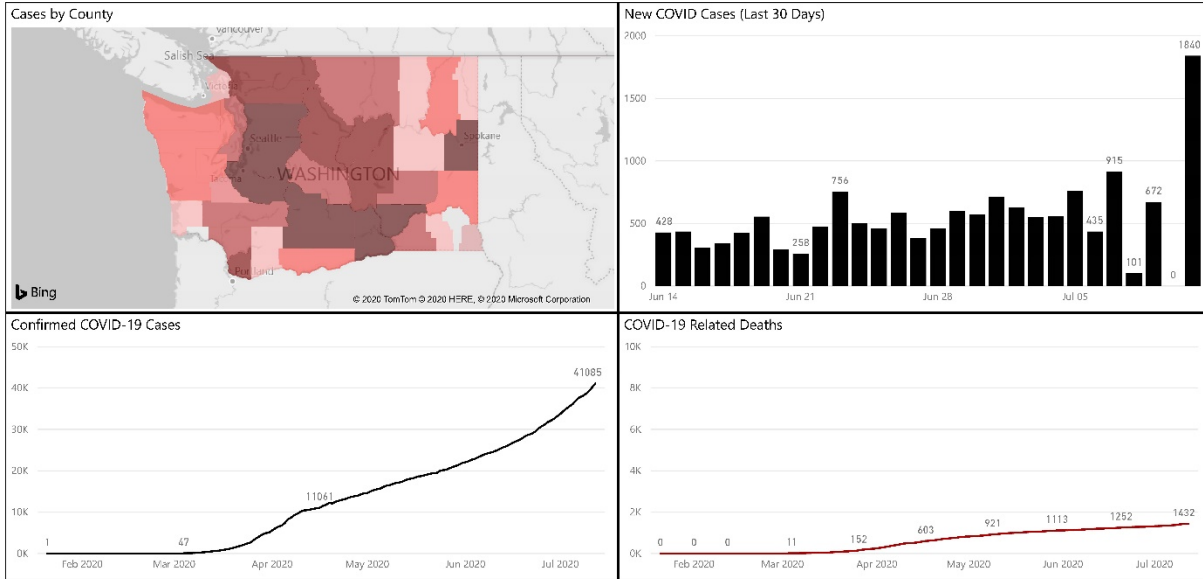 Cases by County
Vancouver
Salish Sea
Victoria
Seattle
Spokane
Tacoma
WASHINGTON
Portland
Bing
© 2020 TomTom © 2020 HERE, © 2020 Microsoft Corporation
New COVID Cases (Last 30 Days)
2000
1840
1500
1000
915
756
672
500
428
435
258
101
0
0
Jun 14
Jun 21
Jun 28
Jul 05
Confirmed COVID-19 Cases
50K
41085
40K
30K
20K
11061
10K
1
47
0K
Feb 2020
Mar 2020
Apr 2020
May 2020
Jun 2020
Jul 2020
COVID-19 Related Deaths
10K
8K
6K
4K
2K
0
0
0
11
152
603
921
1113
1252
1432
0K
Feb 2020
Mar 2020
Apr 2020
May 2020
Jun 2020
Jul 2020